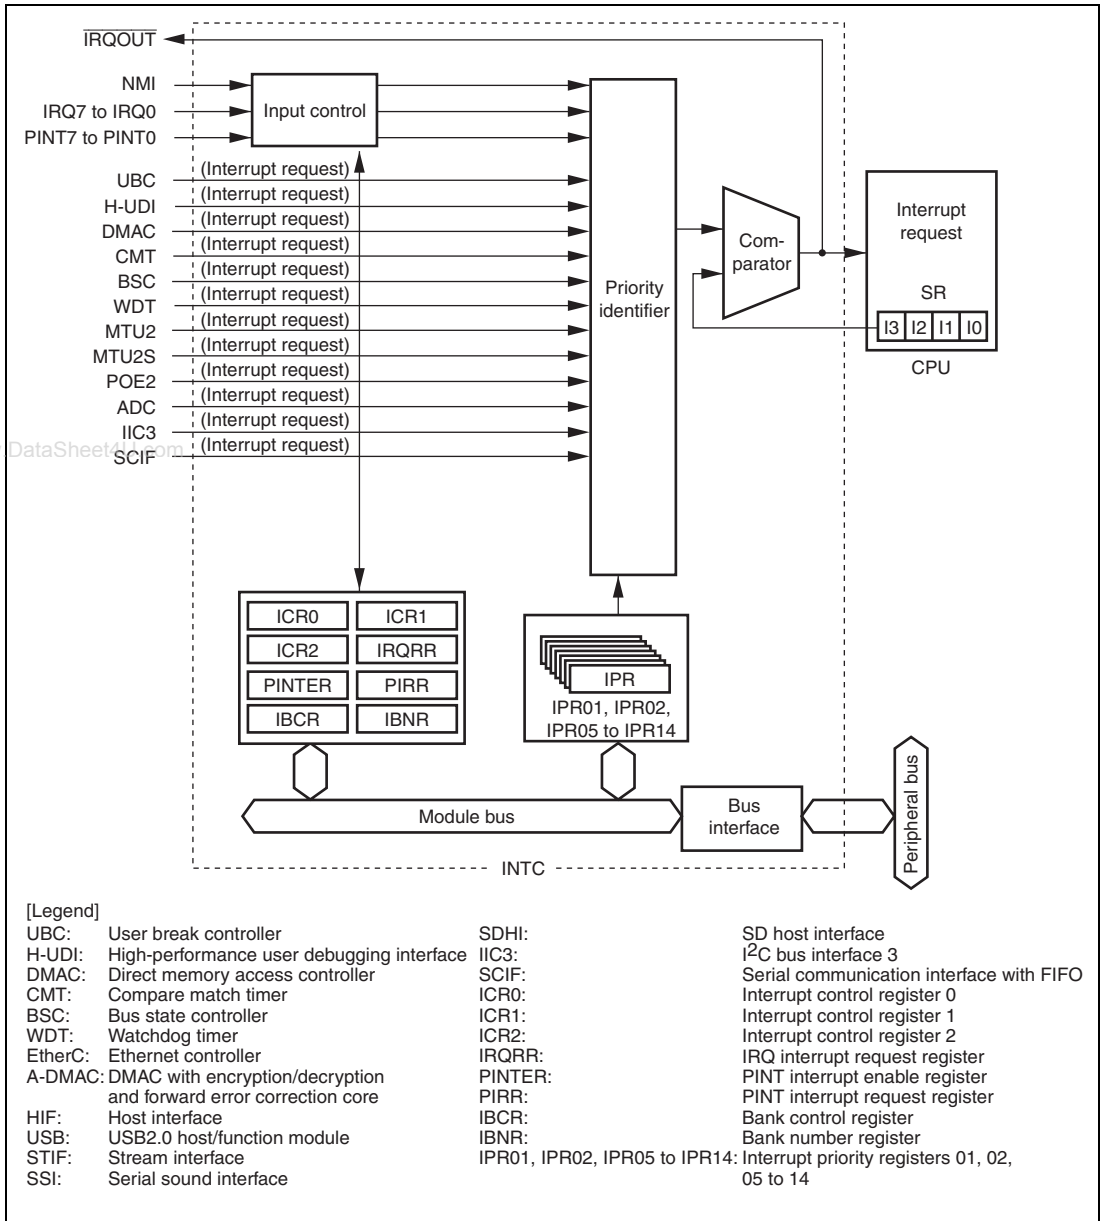 IRQOUT
NMI
IRQ7 to IRQ0
PINT7 to PINT0
Input control
UBC (Interrupt request)
H-UDI (Interrupt request)
DMAC (Interrupt request)
CMT (Interrupt request)
BSC (Interrupt request)
WDT (Interrupt request)
MTU2 (Interrupt request)
MTU2S (Interrupt request)
POE2 (Interrupt request)
ADC (Interrupt request)
IIC3 (Interrupt request)
SCIF (Interrupt request)
Priority
identifier
Com-
parator
Interrupt
request
SR
I3 I2 I1 I0
CPU
ICR0 ICR1
ICR2 IRQRR
PINTER PIRR
IBCR IBNR
IPR
IPR01, IPR02,
IPR05 to IPR14
Module bus
Bus
interface
Peripheral bus
INTC
[Legend]
UBC: User break controller
H-UDI: High-performance user debugging interface
DMAC: Direct memory access controller
CMT: Compare match timer
BSC: Bus state controller
WDT: Watchdog timer
EtherC: Ethernet controller
A-DMAC: DMAC with encryption/decryption
and forward error correction core
HIF: Host interface
USB: USB2.0 host/function module
STIF: Stream interface
SSI: Serial sound interface
SDHI: SD host interface
IIC3: I2C bus interface 3
SCIF: Serial communication interface with FIFO
ICR0: Interrupt control register 0
ICR1: Interrupt control register 1
ICR2: Interrupt control register 2
IRQRR: IRQ interrupt request register
PINTER: PINT interrupt enable register
PIRR: PINT interrupt request register
IBCR: Bank control register
IBNR: Bank number register
IPR01, IPR02, IPR05 to IPR14: Interrupt priority registers 01, 02,
05 to 14